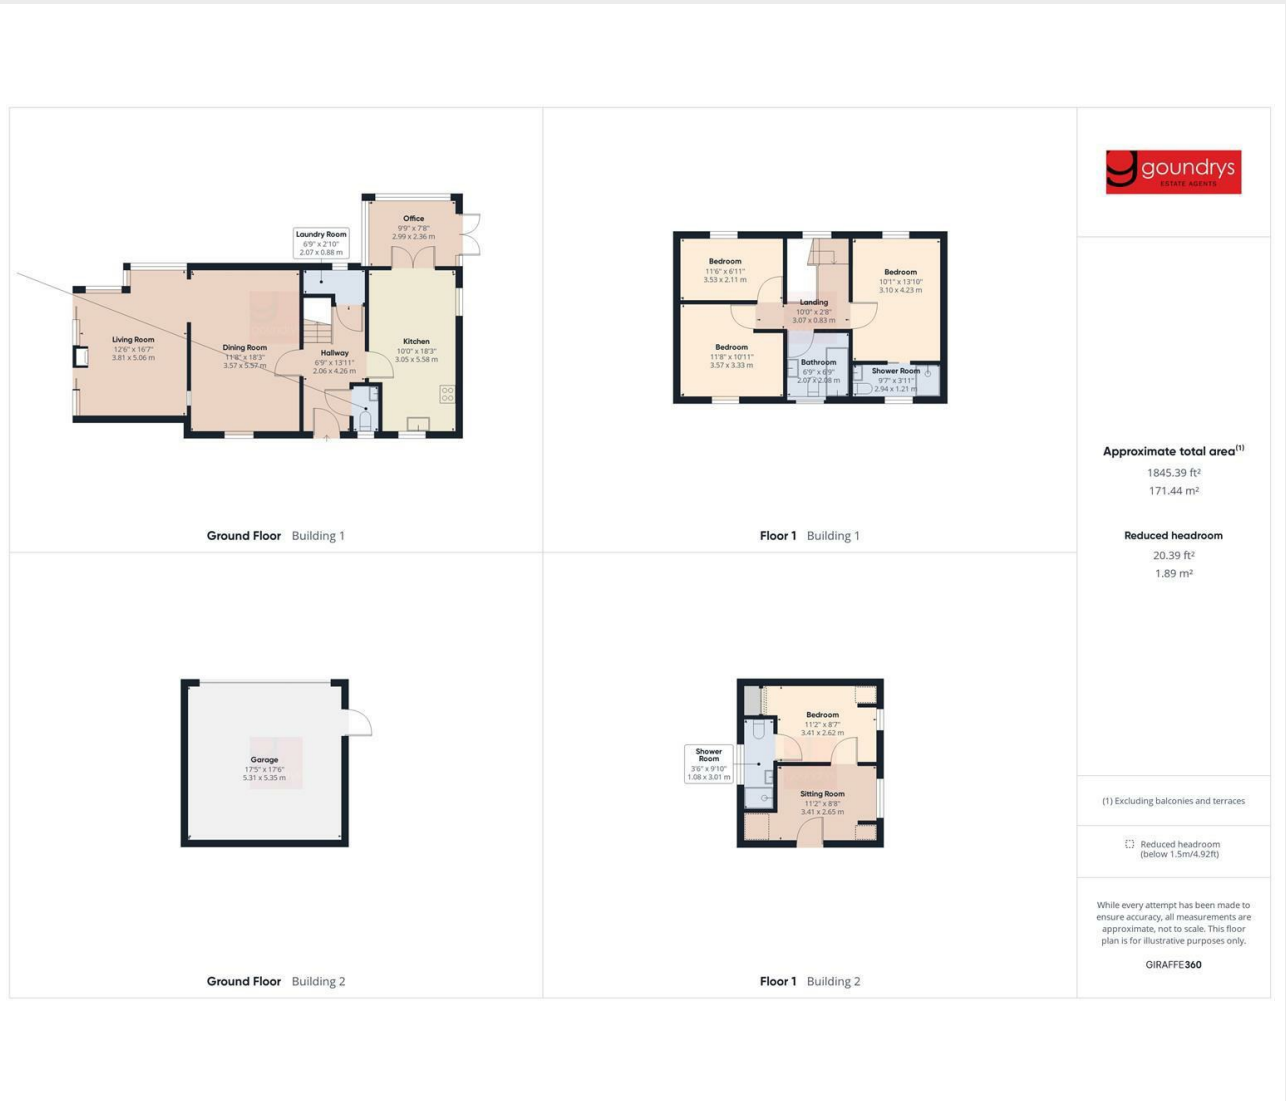 Office
9'9" x 7'8"
2.99 x 2.36 m
Laundry Room
6'9" x 2'10"
2.07 x 0.88 m
Living Room
12'6" x 16'7"
3.81 x 5.06 m
Dining Room
11'8" x 18'3"
3.57 x 5.57 m
Hallway
6'9" x 13'11"
2.06 x 4.26 m
Kitchen
10'0" x 18'3"
3.05 x 5.58 m
Ground Floor Building 1
Bedroom
11'6" x 6'11"
3.53 x 2.11 m
Bedroom
10'1" x 13'10"
3.10 x 4.23 m
Landing
10'0" x 2'8"
3.07 x 0.83 m
Bedroom
11'8" x 10'11"
3.57 x 3.33 m
Bathroom
6'9" x 6'9"
2.07 x 2.08 m
Shower Room
9'7" x 3'11"
2.94 x 1.21 m
Floor 1 Building 1
Garage
17'5" x 17'6"
5.31 x 5.35 m
Ground Floor Building 2
Bedroom
11'2" x 8'7"
3.41 x 2.62 m
Shower
Room
3'6" x 9'10"
1.08 x 3.01 m
Sitting Room
11'2" x 8'8"
3.41 x 2.65 m
Floor 1 Building 2
goundrys
ESTATE AGENTS
Approximate total area(1)
1845.39 ft²
171.44 m²
Reduced headroom
20.39 ft²
1.89 m²
(1) Excluding balconies and terraces
Reduced headroom
(below 1.5m/4.92ft)
While every attempt has been made to
ensure accuracy, all measurements are
approximate, not to scale. This floor
plan is for illustrative purposes only.
GIRAFFE360